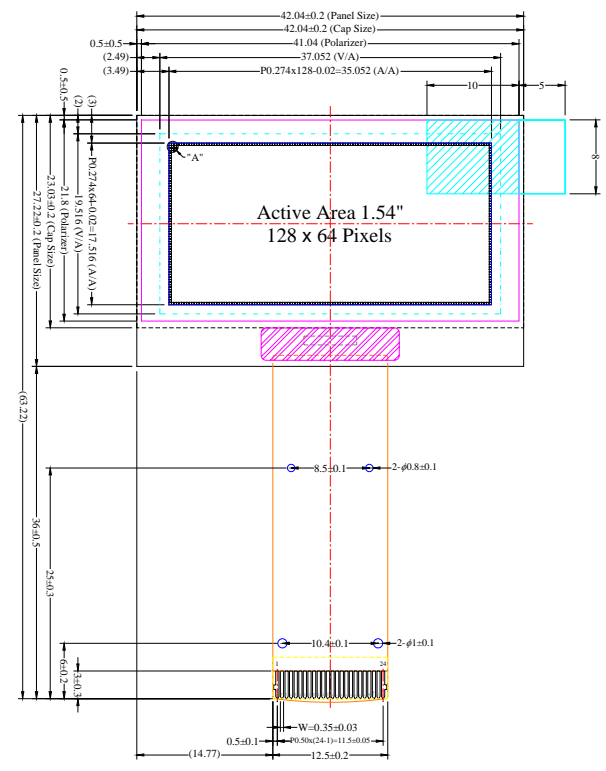 42.04±0.2 (Panel Size)
42.04±0.2 (Cap Size)
0.5±0.5
41.04 (Polarizer)
(2.49)
37.052 (V/A)
(3.49)
P0.274x128-0.02=35.052 (A/A)
10
5
0.5±0.5
(2)
(3)
8
"A"
Active Area 1.54"
128 x 64 Pixels
27.22±0.2 (Panel Size)
23.03±0.2 (Cap Size)
21.8 (Polarizer)
19.516 (V/A)
P0.274x64-0.02=17.516 (A/A)
(63.22)
36±0.5
25±0.3
6±0.2
3±0.3
8.5±0.1
2-ϕ0.8±0.1
10.4±0.1
2-ϕ1±0.1
1
24
W=0.35±0.03
0.5±0.1
P0.50x(24-1)=11.5±0.05
(14.77)
12.5±0.2